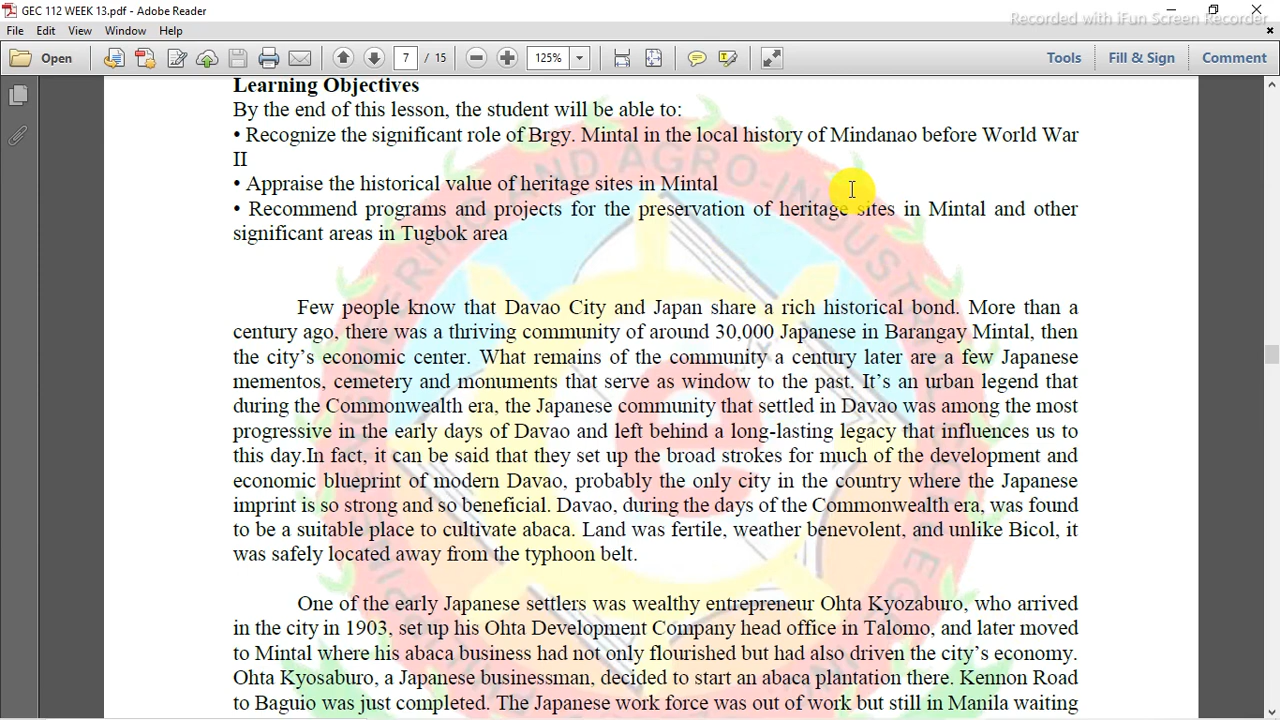 GEC 112 WEEK 13.pdf - Adobe Reader
Recorded with iFun Screen Recorder
File Edit View Window Help
Open 7 / 15 125% Tools Fill & Sign Comment
Learning Objectives
By the end of this lesson, the student will be able to:
• Recognize the significant role of Brgy. Mintal in the local history of Mindanao before World War
II
• Appraise the historical value of heritage sites in Mintal
• Recommend programs and projects for the preservation of heritage sites in Mintal and other
significant areas in Tugbok area
Few people know that Davao City and Japan share a rich historical bond. More than a
century ago, there was a thriving community of around 30,000 Japanese in Barangay Mintal, then
the city’s economic center. What remains of the community a century later are a few Japanese
mementos, cemetery and monuments that serve as window to the past. It’s an urban legend that
during the Commonwealth era, the Japanese community that settled in Davao was among the most
progressive in the early days of Davao and left behind a long-lasting legacy that influences us to
this day.In fact, it can be said that they set up the broad strokes for much of the development and
economic blueprint of modern Davao, probably the only city in the country where the Japanese
imprint is so strong and so beneficial. Davao, during the days of the Commonwealth era, was found
to be a suitable place to cultivate abaca. Land was fertile, weather benevolent, and unlike Bicol, it
was safely located away from the typhoon belt.
One of the early Japanese settlers was wealthy entrepreneur Ohta Kyozaburo, who arrived
in the city in 1903, set up his Ohta Development Company head office in Talomo, and later moved
to Mintal where his abaca business had not only flourished but had also driven the city’s economy.
Ohta Kyosaburo, a Japanese businessman, decided to start an abaca plantation there. Kennon Road
to Baguio was just completed. The Japanese work force was out of work but still in Manila waiting